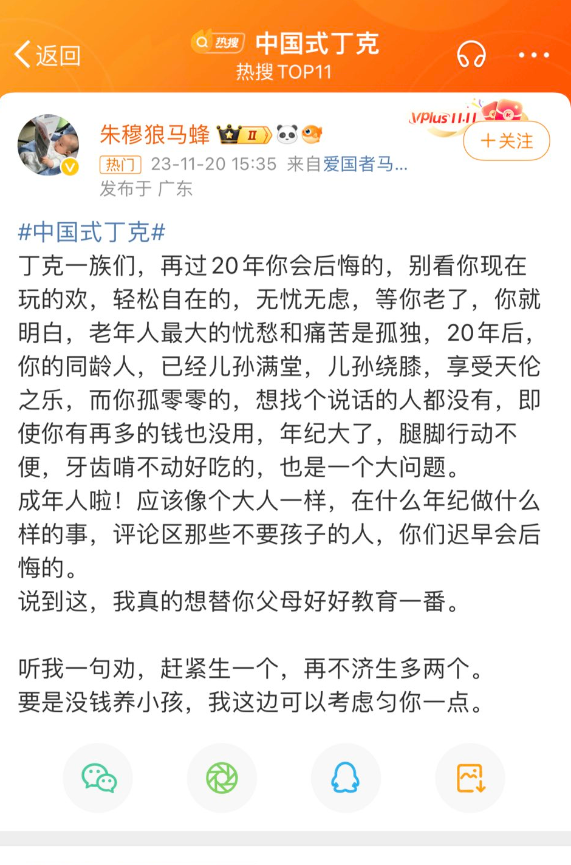 返回
热搜 中国式丁克
热搜TOP11
朱穆狼马蜂 II
VPlus11.11
+关注
热门 23-11-20 15:35 来自爱国者马...
发布于 广东
#中国式丁克#
丁克一族们，再过20年你会后悔的，别看你现在
玩的欢，轻松自在的，无忧无虑，等你老了，你就
明白，老年人最大的忧愁和痛苦是孤独，20年后，
你的同龄人，已经儿孙满堂，儿孙绕膝，享受天伦
之乐，而你孤零零的，想找个说话的人都没有，即
使你有再多的钱也没用，年纪大了，腿脚行动不
便，牙齿啃不动好吃的，也是一个大问题。
成年人啦！应该像个大人一样，在什么年纪做什么
样的事，评论区那些不要孩子的人，你们迟早会后
悔的。
说到这，我真的想替你父母好好教育一番。
听我一句劝，赶紧生一个，再不济生多两个。
要是没钱养小孩，我这边可以考虑匀你一点。